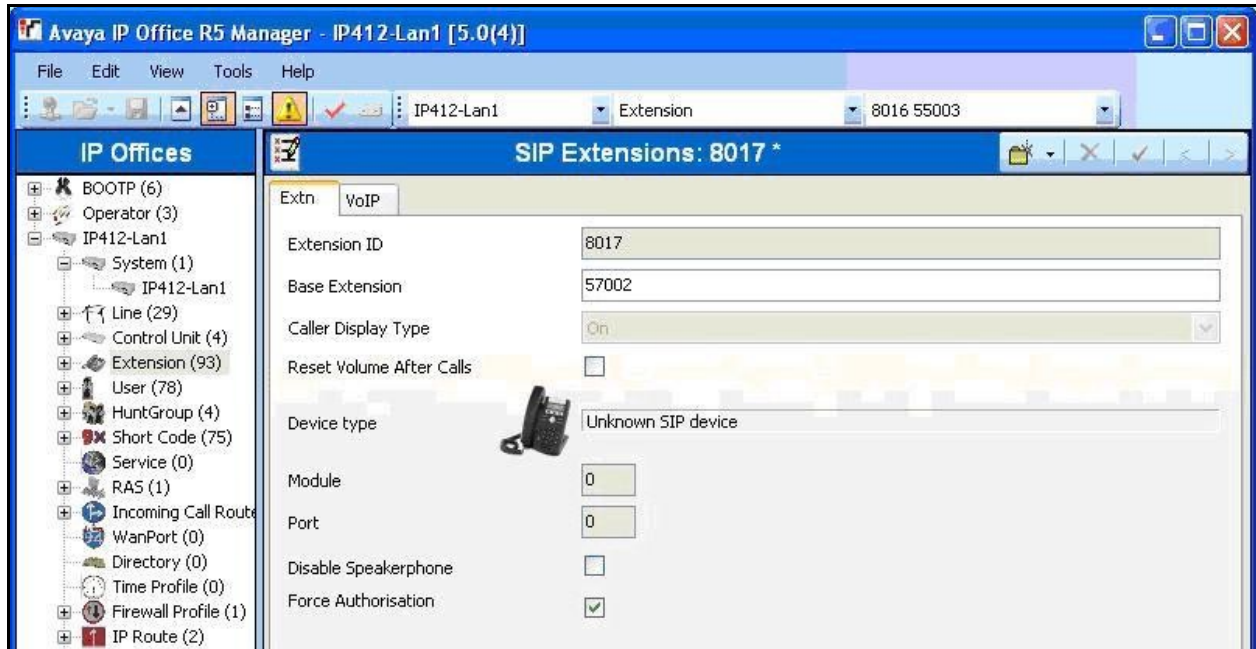 Avaya IP Office R5 Manager - IP412-Lan1 [5.0(4)]
File Edit View Tools Help
IP412-Lan1 Extension 8016 55003
IP Offices
SIP Extensions: 8017 *
BOOTP (6)
Operator (3)
IP412-Lan1
System (1)
IP412-Lan1
Line (29)
Control Unit (4)
Extension (93)
User (78)
HuntGroup (4)
Short Code (75)
Service (0)
RAS (1)
Incoming Call Route
WanPort (0)
Directory (0)
Time Profile (0)
Firewall Profile (1)
IP Route (2)
Extn VoIP
Extension ID 8017
Base Extension 57002
Caller Display Type On
Reset Volume After Calls
Device type Unknown SIP device
Module 0
Port 0
Disable Speakerphone
Force Authorisation